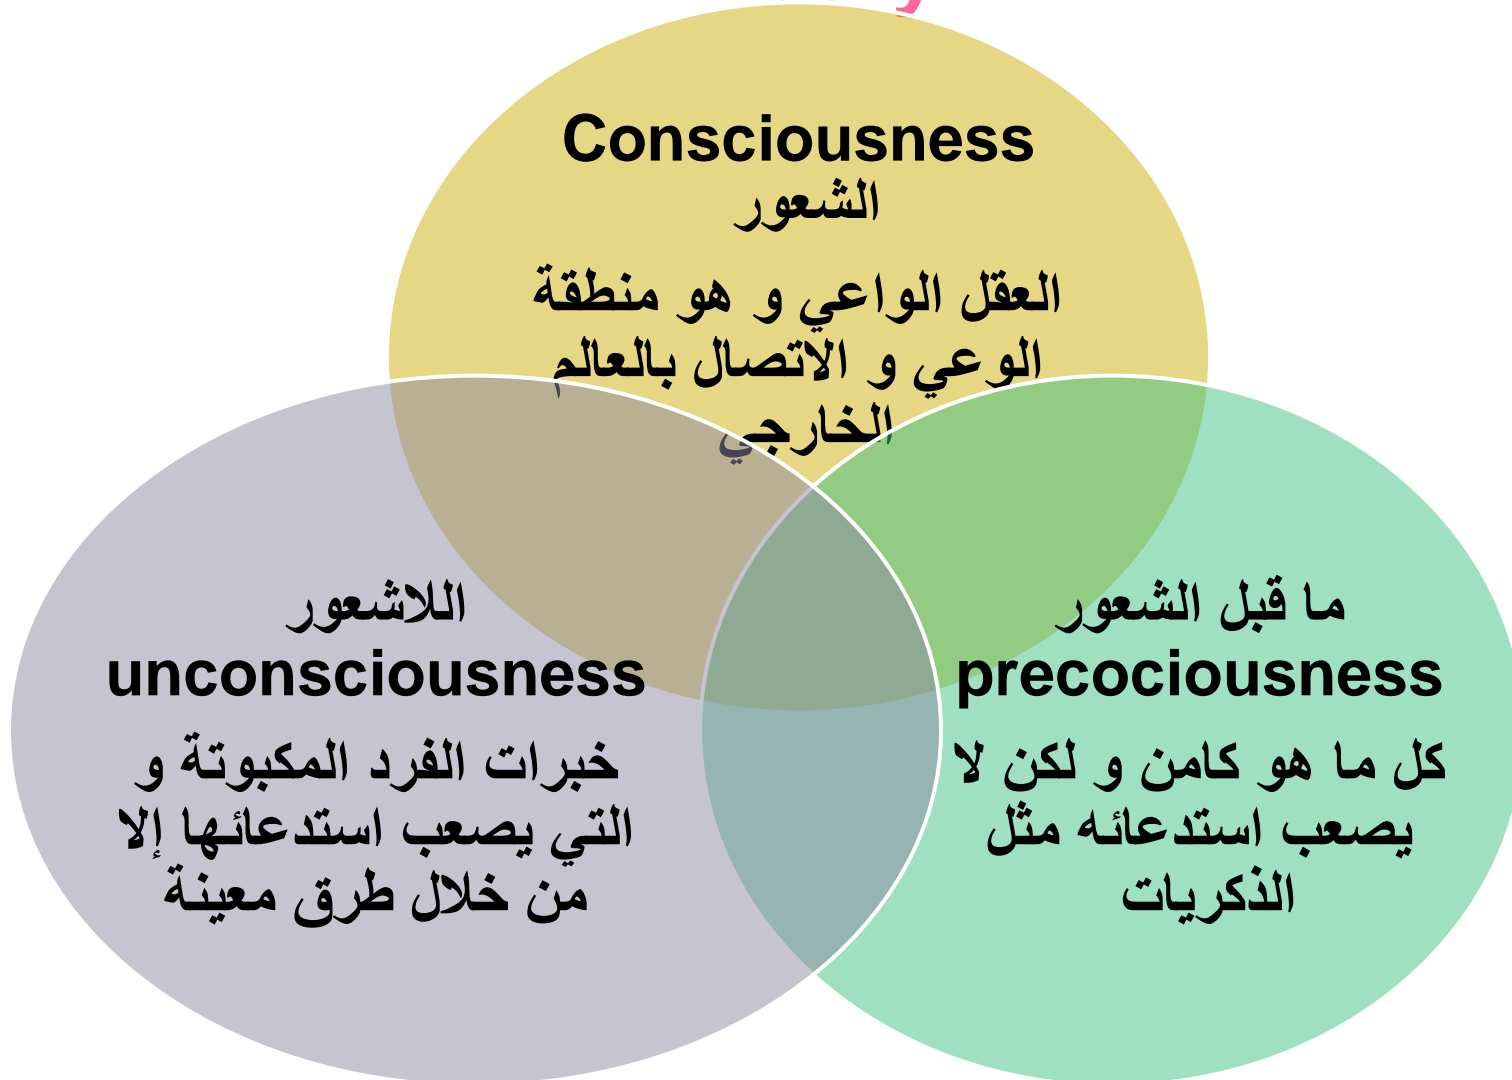 Consciousness
الشعور
العقل الواعي و هو منطقة
الوعي و الاتصال بالعالم
الخارجي
ما قبل الشعور
precociousness
كل ما هو كامن و لكن لا
يصعب استدعائه مثل
الذكريات
اللاشعور
unconsciousness
خبرات الفرد المكبوتة و
التي يصعب استدعائها إلا
من خلال طرق معينة